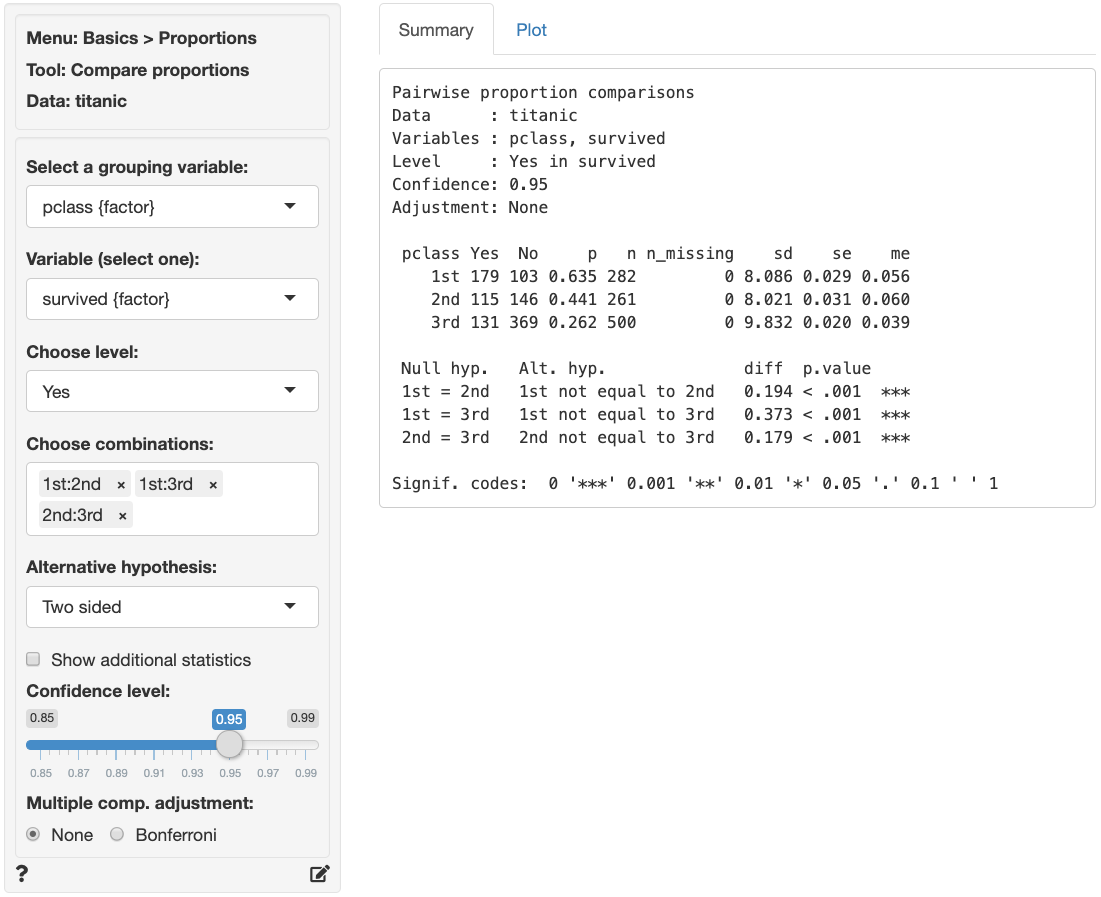 Menu: Basics > Proportions
Tool: Compare proportions
Data: titanic
Select a grouping variable:
pclass {factor}
Variable (select one):
survived {factor}
Choose level:
Yes
Choose combinations:
1st:2nd × 1st:3rd ×
2nd:3rd ×
Alternative hypothesis:
Two sided
Show additional statistics
Confidence level:
0.85 0.95 0.99
0.85 0.87 0.89 0.91 0.93 0.95 0.97 0.99
Multiple comp. adjustment:
None Bonferroni
?
Summary Plot
Pairwise proportion comparisons
Data      : titanic
Variables : pclass, survived
Level     : Yes in survived
Confidence: 0.95
Adjustment: None
 pclass Yes  No     p   n n_missing    sd    se    me
    1st 179 103 0.635 282         0 8.086 0.029 0.056
    2nd 115 146 0.441 261         0 8.021 0.031 0.060
    3rd 131 369 0.262 500         0 9.832 0.020 0.039
 Null hyp.   Alt. hyp.              diff  p.value
 1st = 2nd   1st not equal to 2nd   0.194 < .001  ***
 1st = 3rd   1st not equal to 3rd   0.373 < .001  ***
 2nd = 3rd   2nd not equal to 3rd   0.179 < .001  ***
Signif. codes:  0 '***' 0.001 '**' 0.01 '*' 0.05 '.' 0.1 ' ' 1